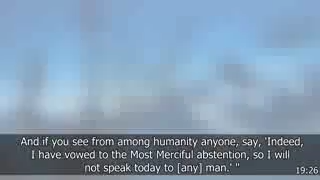 And if you see from among humanity anyone, say, 'Indeed,
I have vowed to the Most Merciful abstention, so I will
not speak today to [any] man.' "
19:26